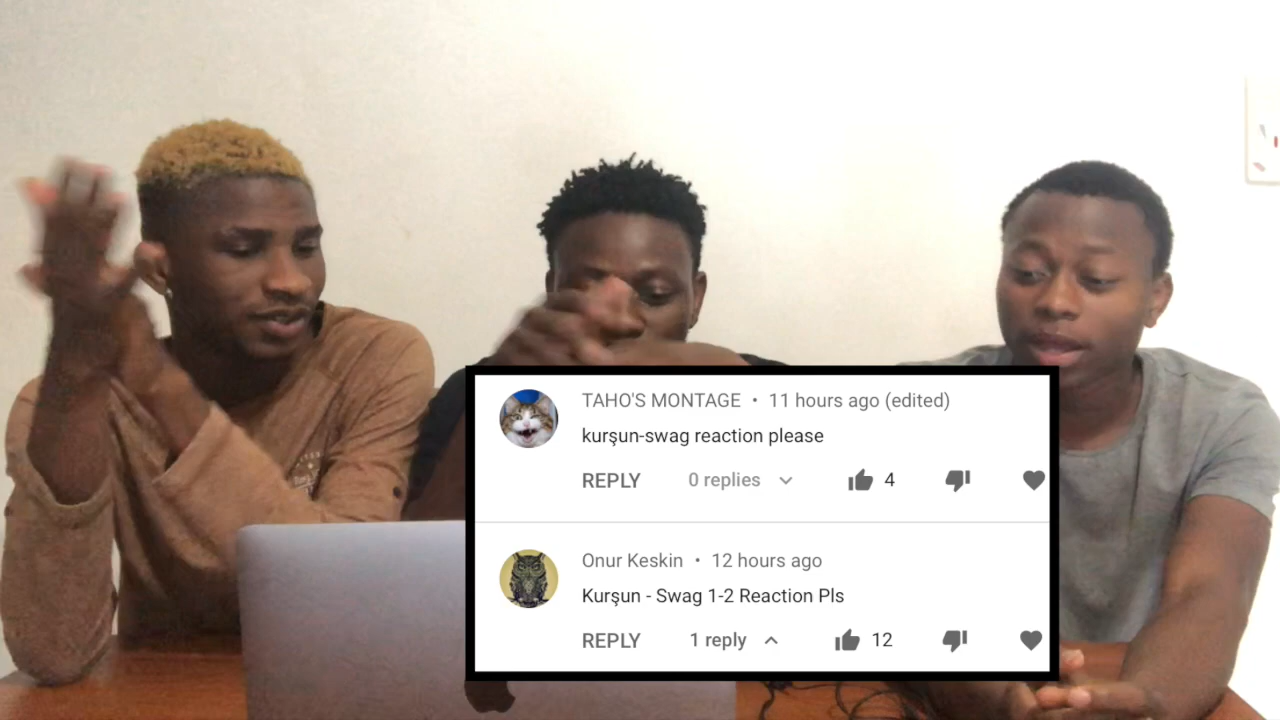 TAHO'S MONTAGE • 11 hours ago (edited)
kurşun-swag reaction please
REPLY 0 replies 4
Onur Keskin • 12 hours ago
Kurşun - Swag 1-2 Reaction Pls
REPLY 1 reply 12